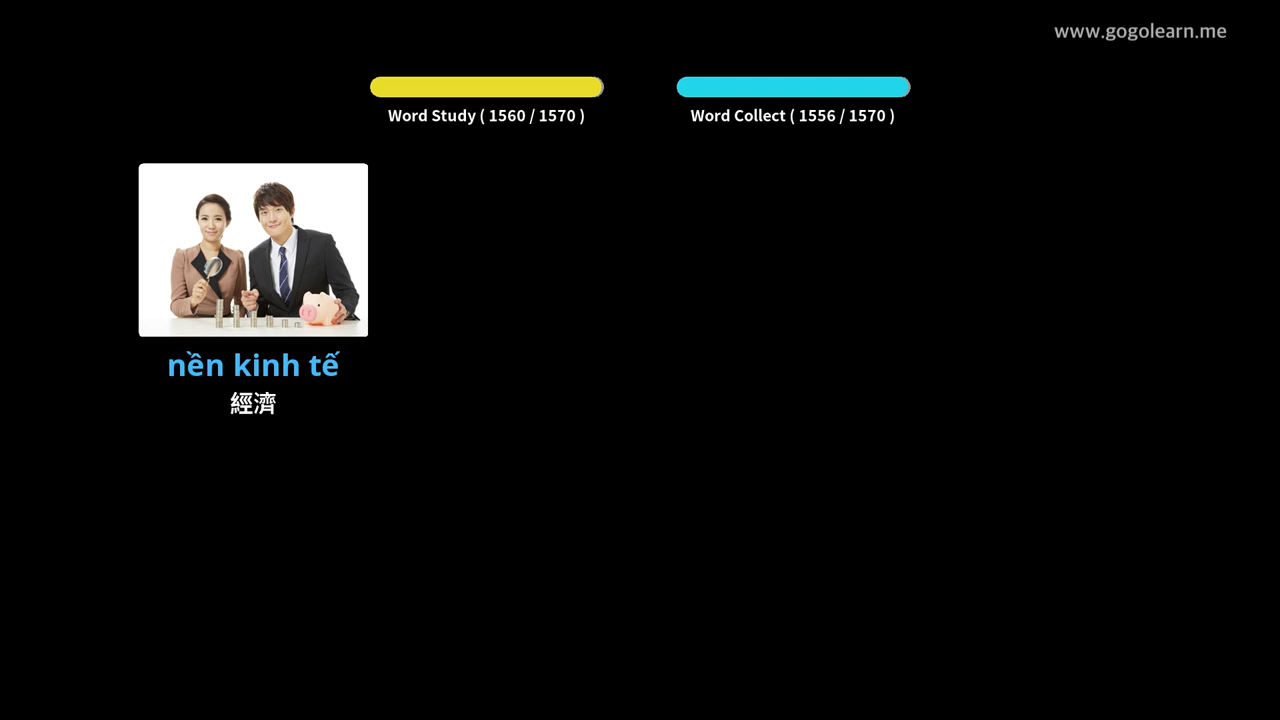 www.gogolearn.me
Word Study ( 1560 / 1570 )
Word Collect ( 1556 / 1570 )
nền kinh tế
經濟